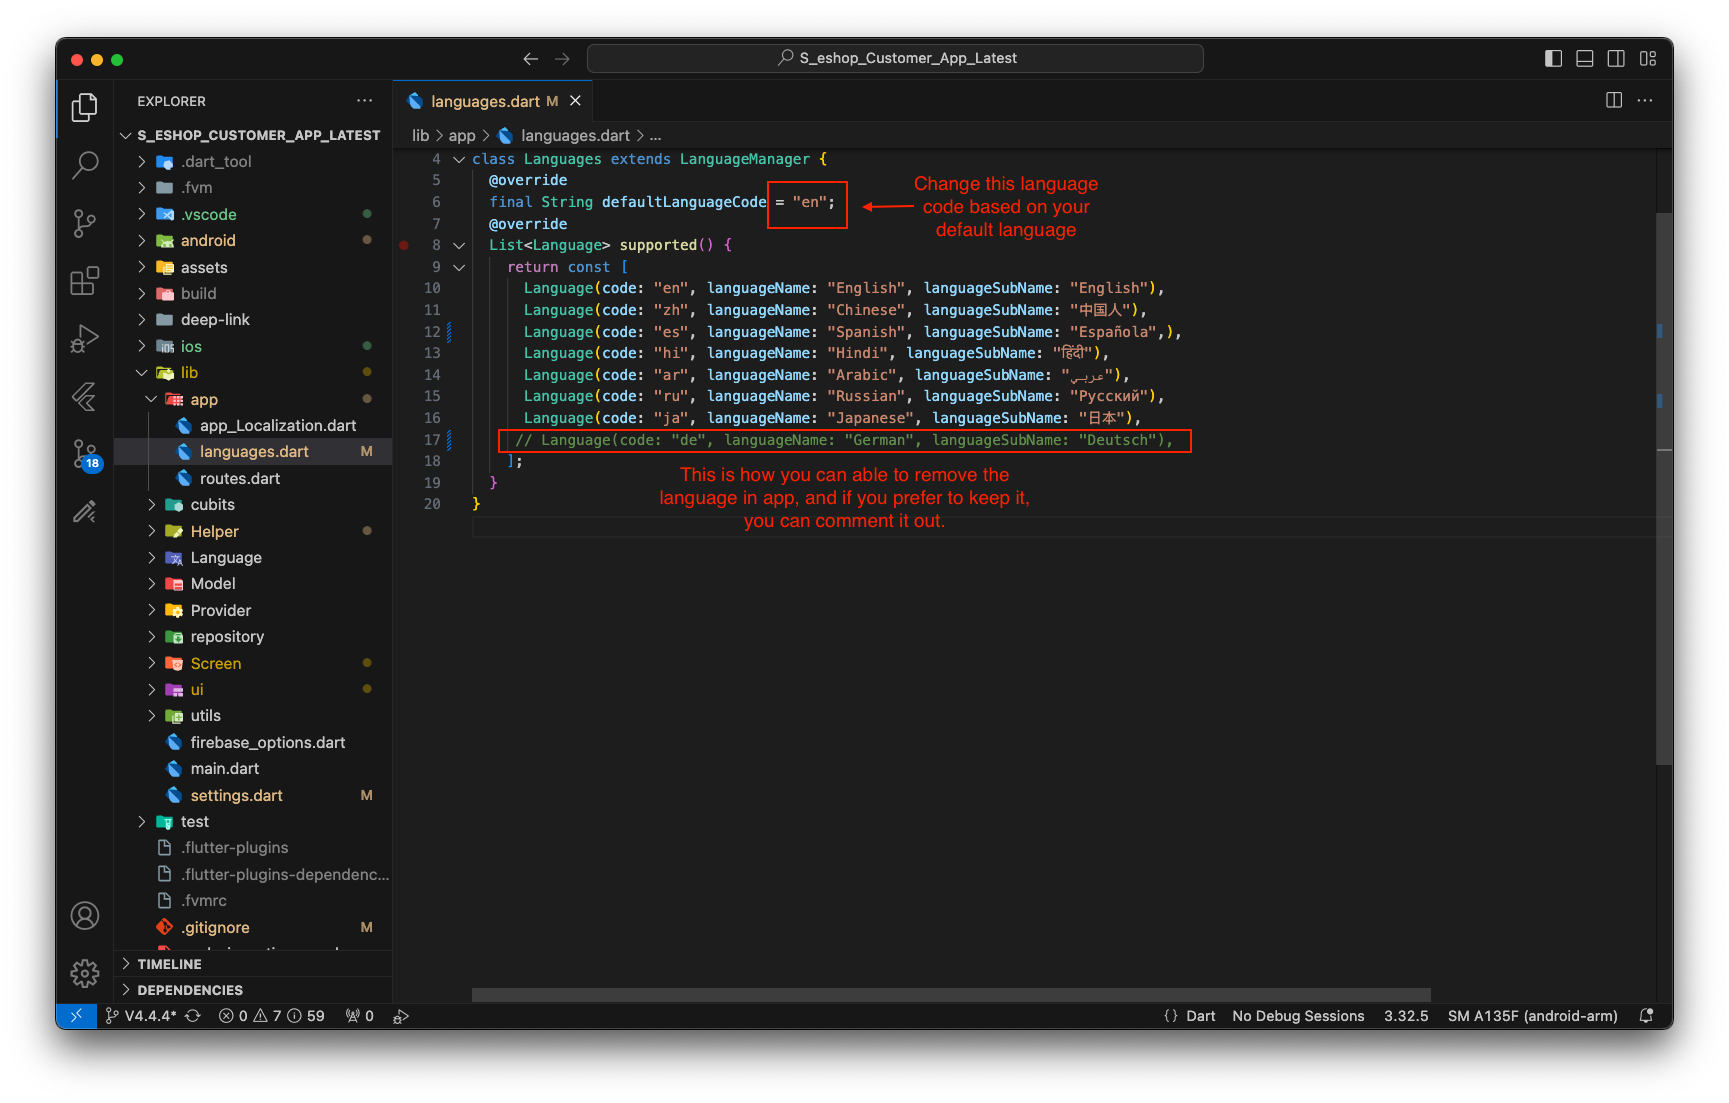 S_eshop_Customer_App_Latest
EXPLORER
languages.dart M
S_ESHOP_CUSTOMER_APP_LATEST
lib > app > languages.dart > ...
.dart_tool
.fvm
.vscode
android
assets
build
deep-link
ios
lib
app
app_Localization.dart
languages.dart M
routes.dart
cubits
Helper
Language
Model
Provider
repository
Screen
ui
utils
firebase_options.dart
main.dart
settings.dart M
test
.flutter-plugins
.flutter-plugins-dependenc...
.fvmrc
.gitignore M
TIMELINE
DEPENDENCIES
18
4 class Languages extends LanguageManager {
5 @override
6 final String defaultLanguageCode = "en";
7 @override
8 List<Language> supported() {
9 return const [
10 Language(code: "en", languageName: "English", languageSubName: "English"),
11 Language(code: "zh", languageName: "Chinese", languageSubName: "中国人"),
12 Language(code: "es", languageName: "Spanish", languageSubName: "Española",),
13 Language(code: "hi", languageName: "Hindi", languageSubName: "हिंदी"),
14 Language(code: "ar", languageName: "Arabic", languageSubName: "عربي"),
15 Language(code: "ru", languageName: "Russian", languageSubName: "Русский"),
16 Language(code: "ja", languageName: "Japanese", languageSubName: "日本"),
17 // Language(code: "de", languageName: "German", languageSubName: "Deutsch"),
18 ];
19 }
20 }
Change this language
code based on your
default language
This is how you can able to remove the
language in app, and if you prefer to keep it,
you can comment it out.
V4.4.4* 0 7 59 0
{} Dart No Debug Sessions 3.32.5 SM A135F (android-arm)